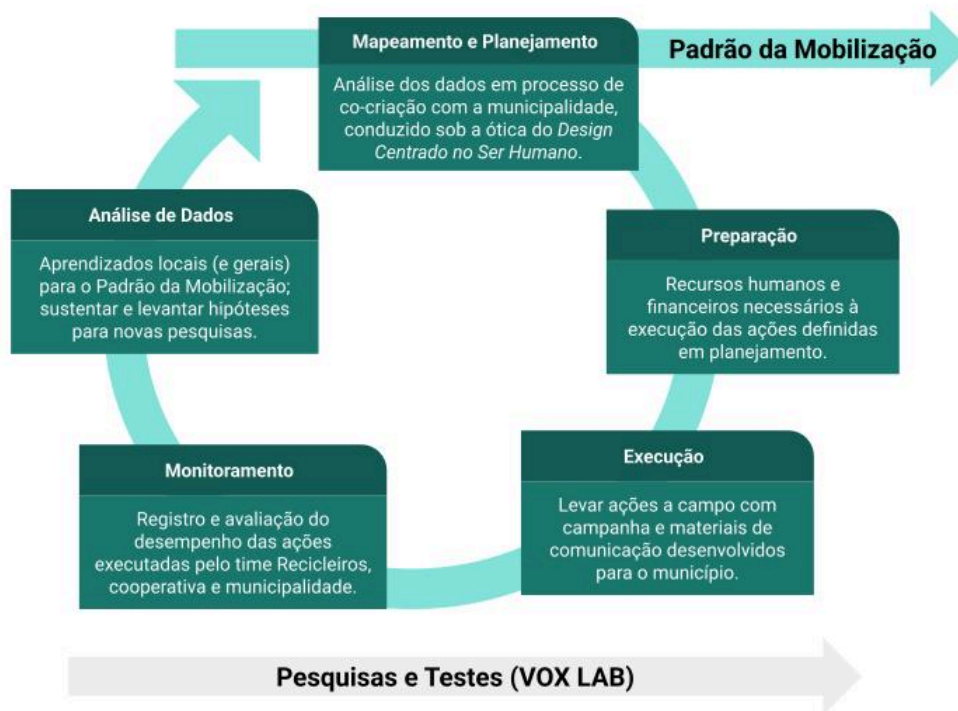 Mapeamento e Planejamento
Análise dos dados em processo de
co-criação com a municipalidade,
conduzido sob a ótica do Design
Centrado no Ser Humano.
Padrão da Mobilização
Preparação
Recursos humanos e
financeiros necessários à
execução das ações definidas
em planejamento.
Execução
Levar ações a campo com
campanha e materiais de
comunicação desenvolvidos
para o município.
Monitoramento
Registro e avaliação do
desempenho das ações
executadas pelo time Recicleiros,
cooperativa e municipalidade.
Análise de Dados
Aprendizados locais (e gerais)
para o Padrão da Mobilização;
sustentar e levantar hipóteses
para novas pesquisas.
Pesquisas e Testes (VOX LAB)